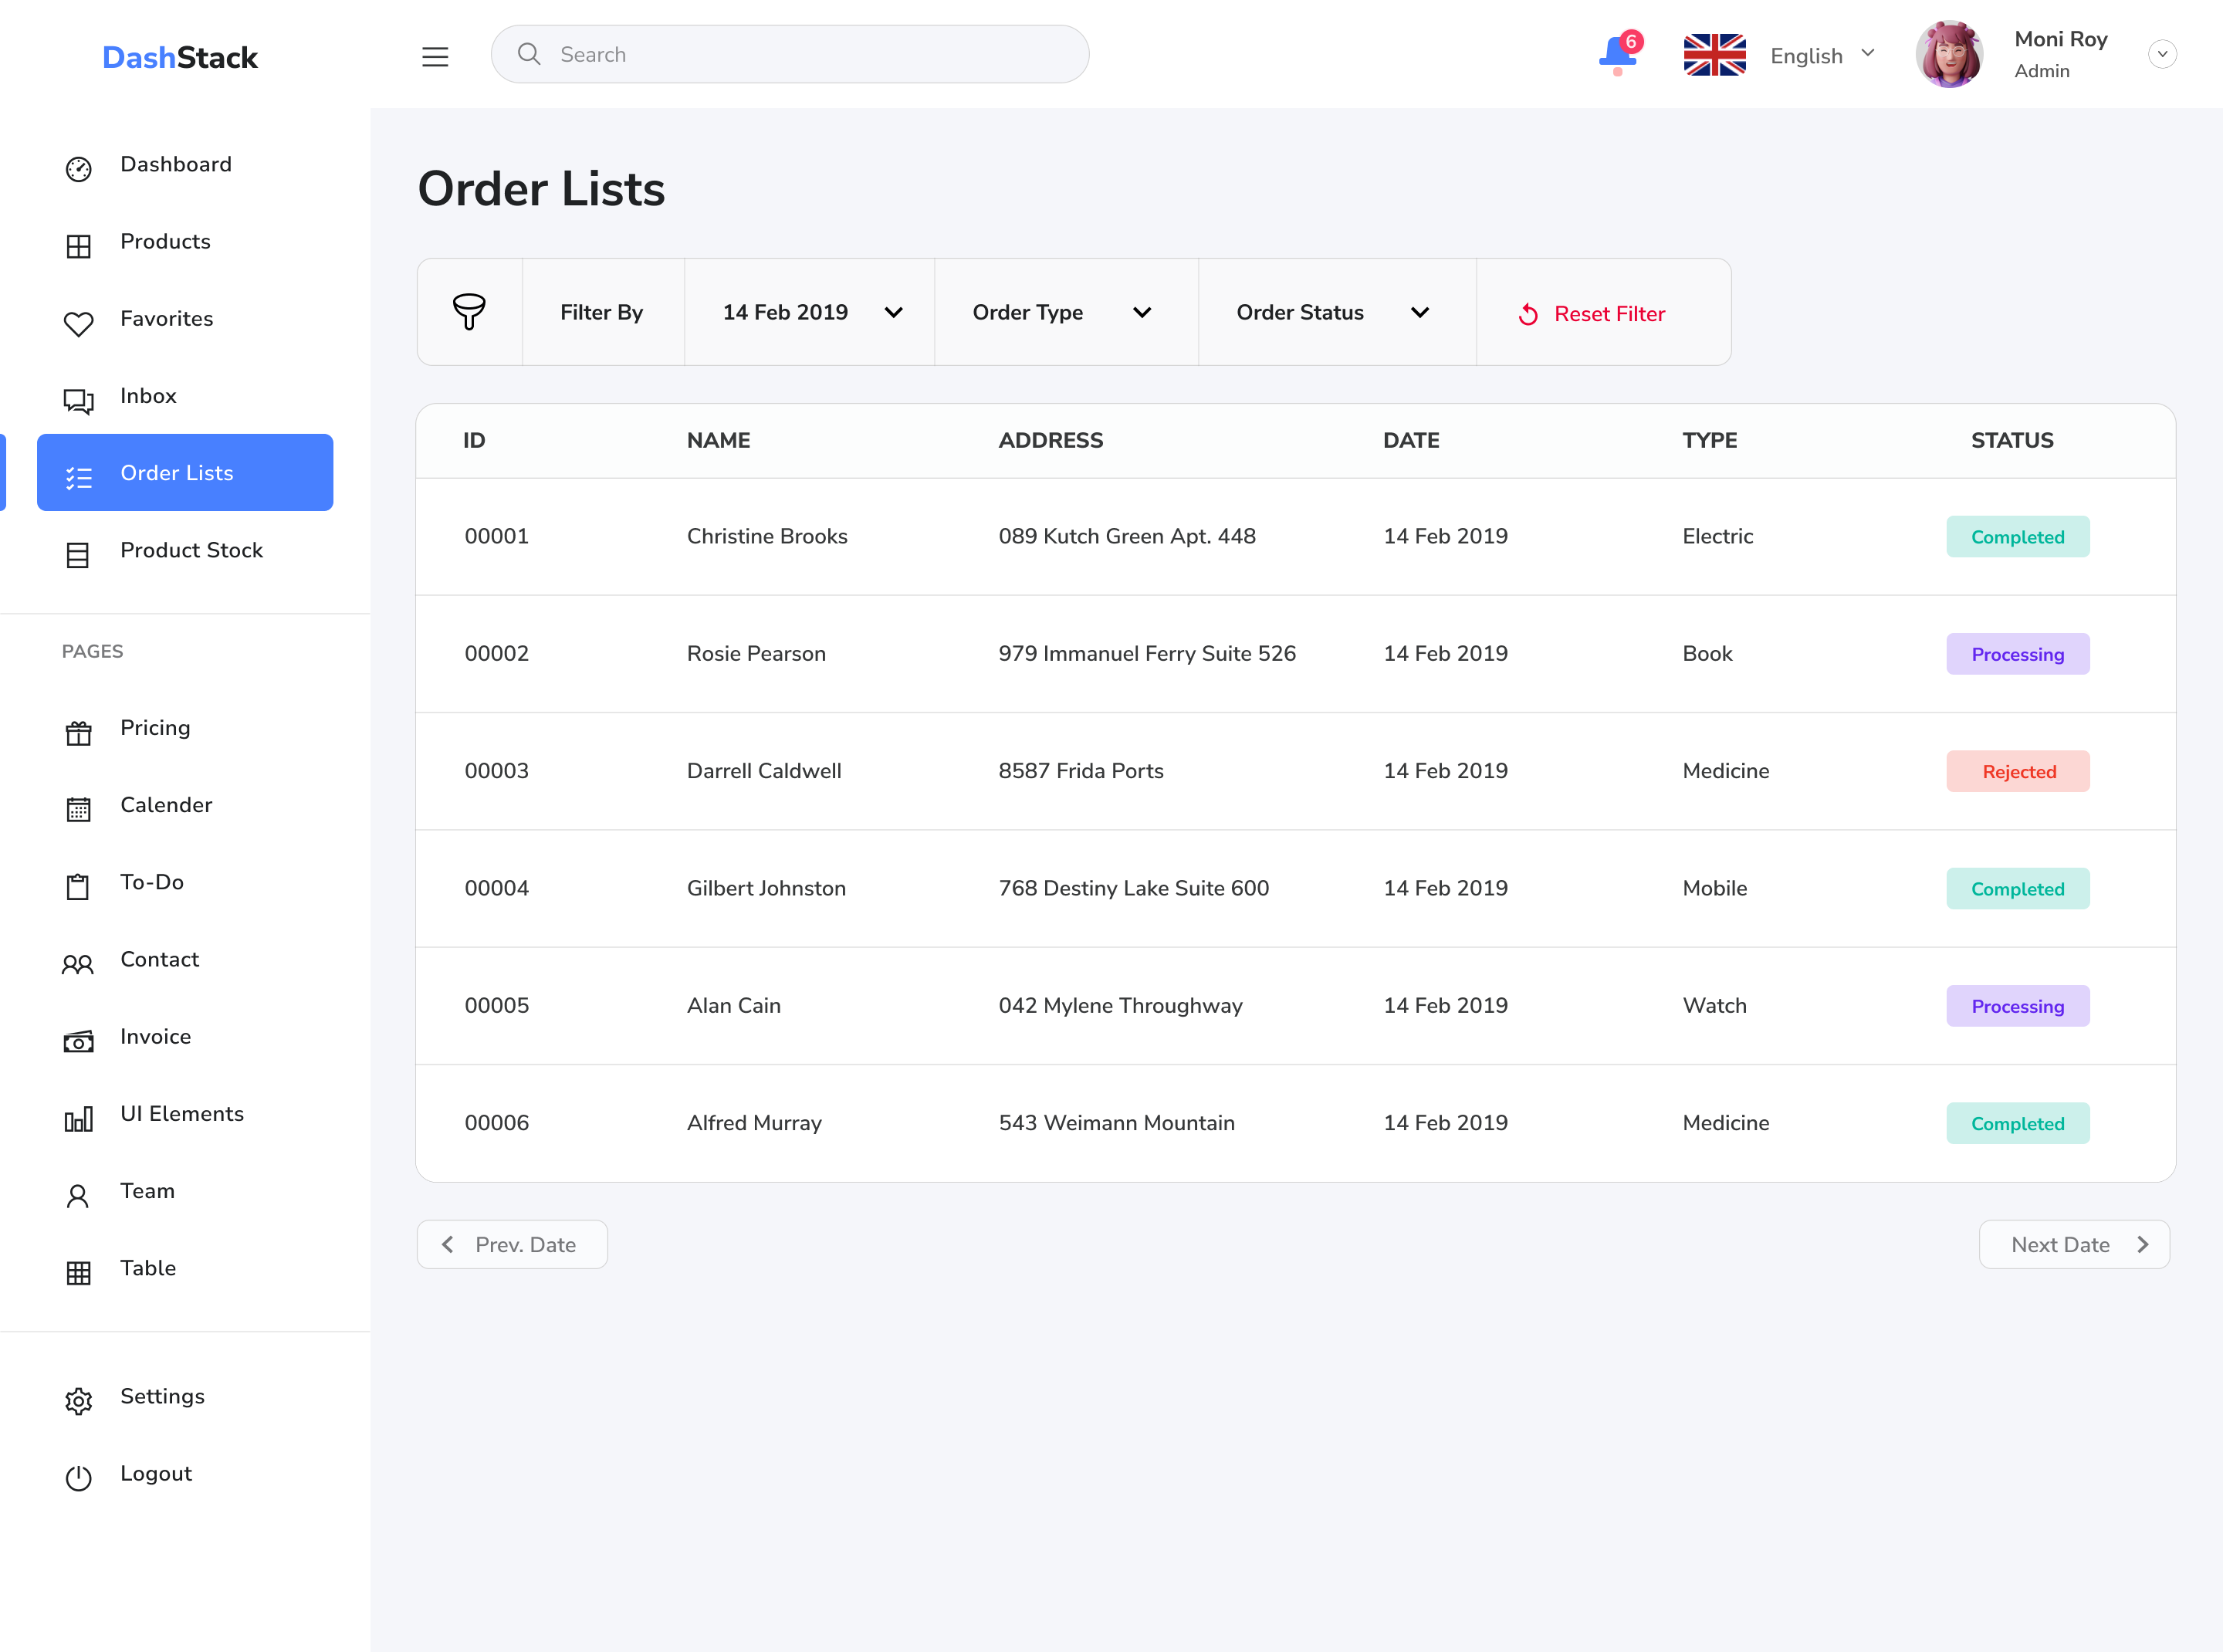 DashStack
Search
6
English
Moni Roy
Admin
Dashboard
Products
Favorites
Inbox
Order Lists
Product Stock
PAGES
Pricing
Calender
To-Do
Contact
Invoice
UI Elements
Team
Table
Settings
Logout
Order Lists
Filter By 14 Feb 2019 Order Type Order Status Reset Filter
ID NAME ADDRESS DATE TYPE STATUS
00001 Christine Brooks 089 Kutch Green Apt. 448 14 Feb 2019 Electric Completed
00002 Rosie Pearson 979 Immanuel Ferry Suite 526 14 Feb 2019 Book Processing
00003 Darrell Caldwell 8587 Frida Ports 14 Feb 2019 Medicine Rejected
00004 Gilbert Johnston 768 Destiny Lake Suite 600 14 Feb 2019 Mobile Completed
00005 Alan Cain 042 Mylene Throughway 14 Feb 2019 Watch Processing
00006 Alfred Murray 543 Weimann Mountain 14 Feb 2019 Medicine Completed
Prev. Date Next Date